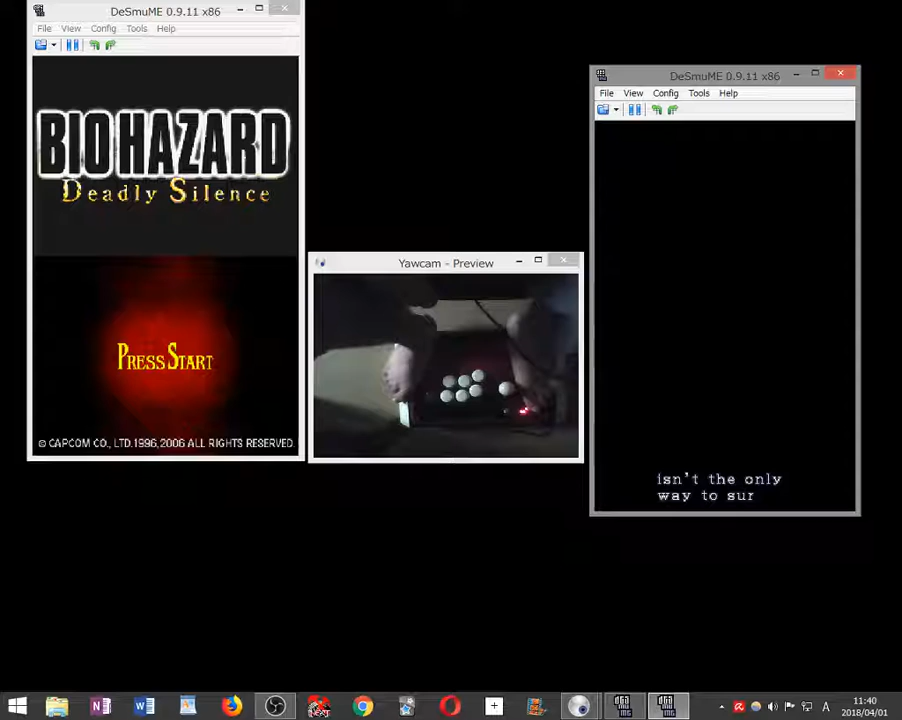 DeSmuME 0.9.11 x86
File View Config Tools Help
BIOHAZARD
Deadly Silence
PRESS START
© CAPCOM CO., LTD.1996,2006 ALL RIGHTS RESERVED.
Yawcam - Preview
DeSmuME 0.9.11 x86
File View Config Tools Help
isn't the only
way to sur
A
11:40
2018/04/01